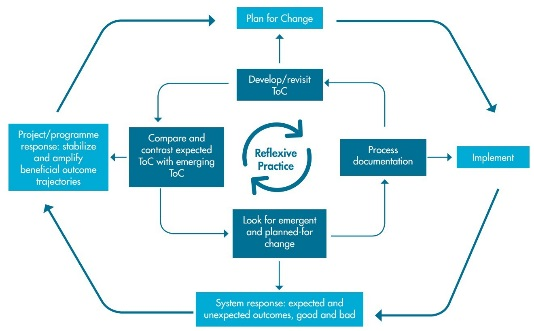 Plan for Change
Develop/revisit
ToC
Project/programme
response: stabilize
and amplify
beneficial outcome
trajectories
Compare and
contrast expected
ToC with emerging
ToC
Reflexive
Practice
Process
documentation
Implement
Look for emergent
and planned-for
change
System response: expected and
unexpected outcomes, good and bad